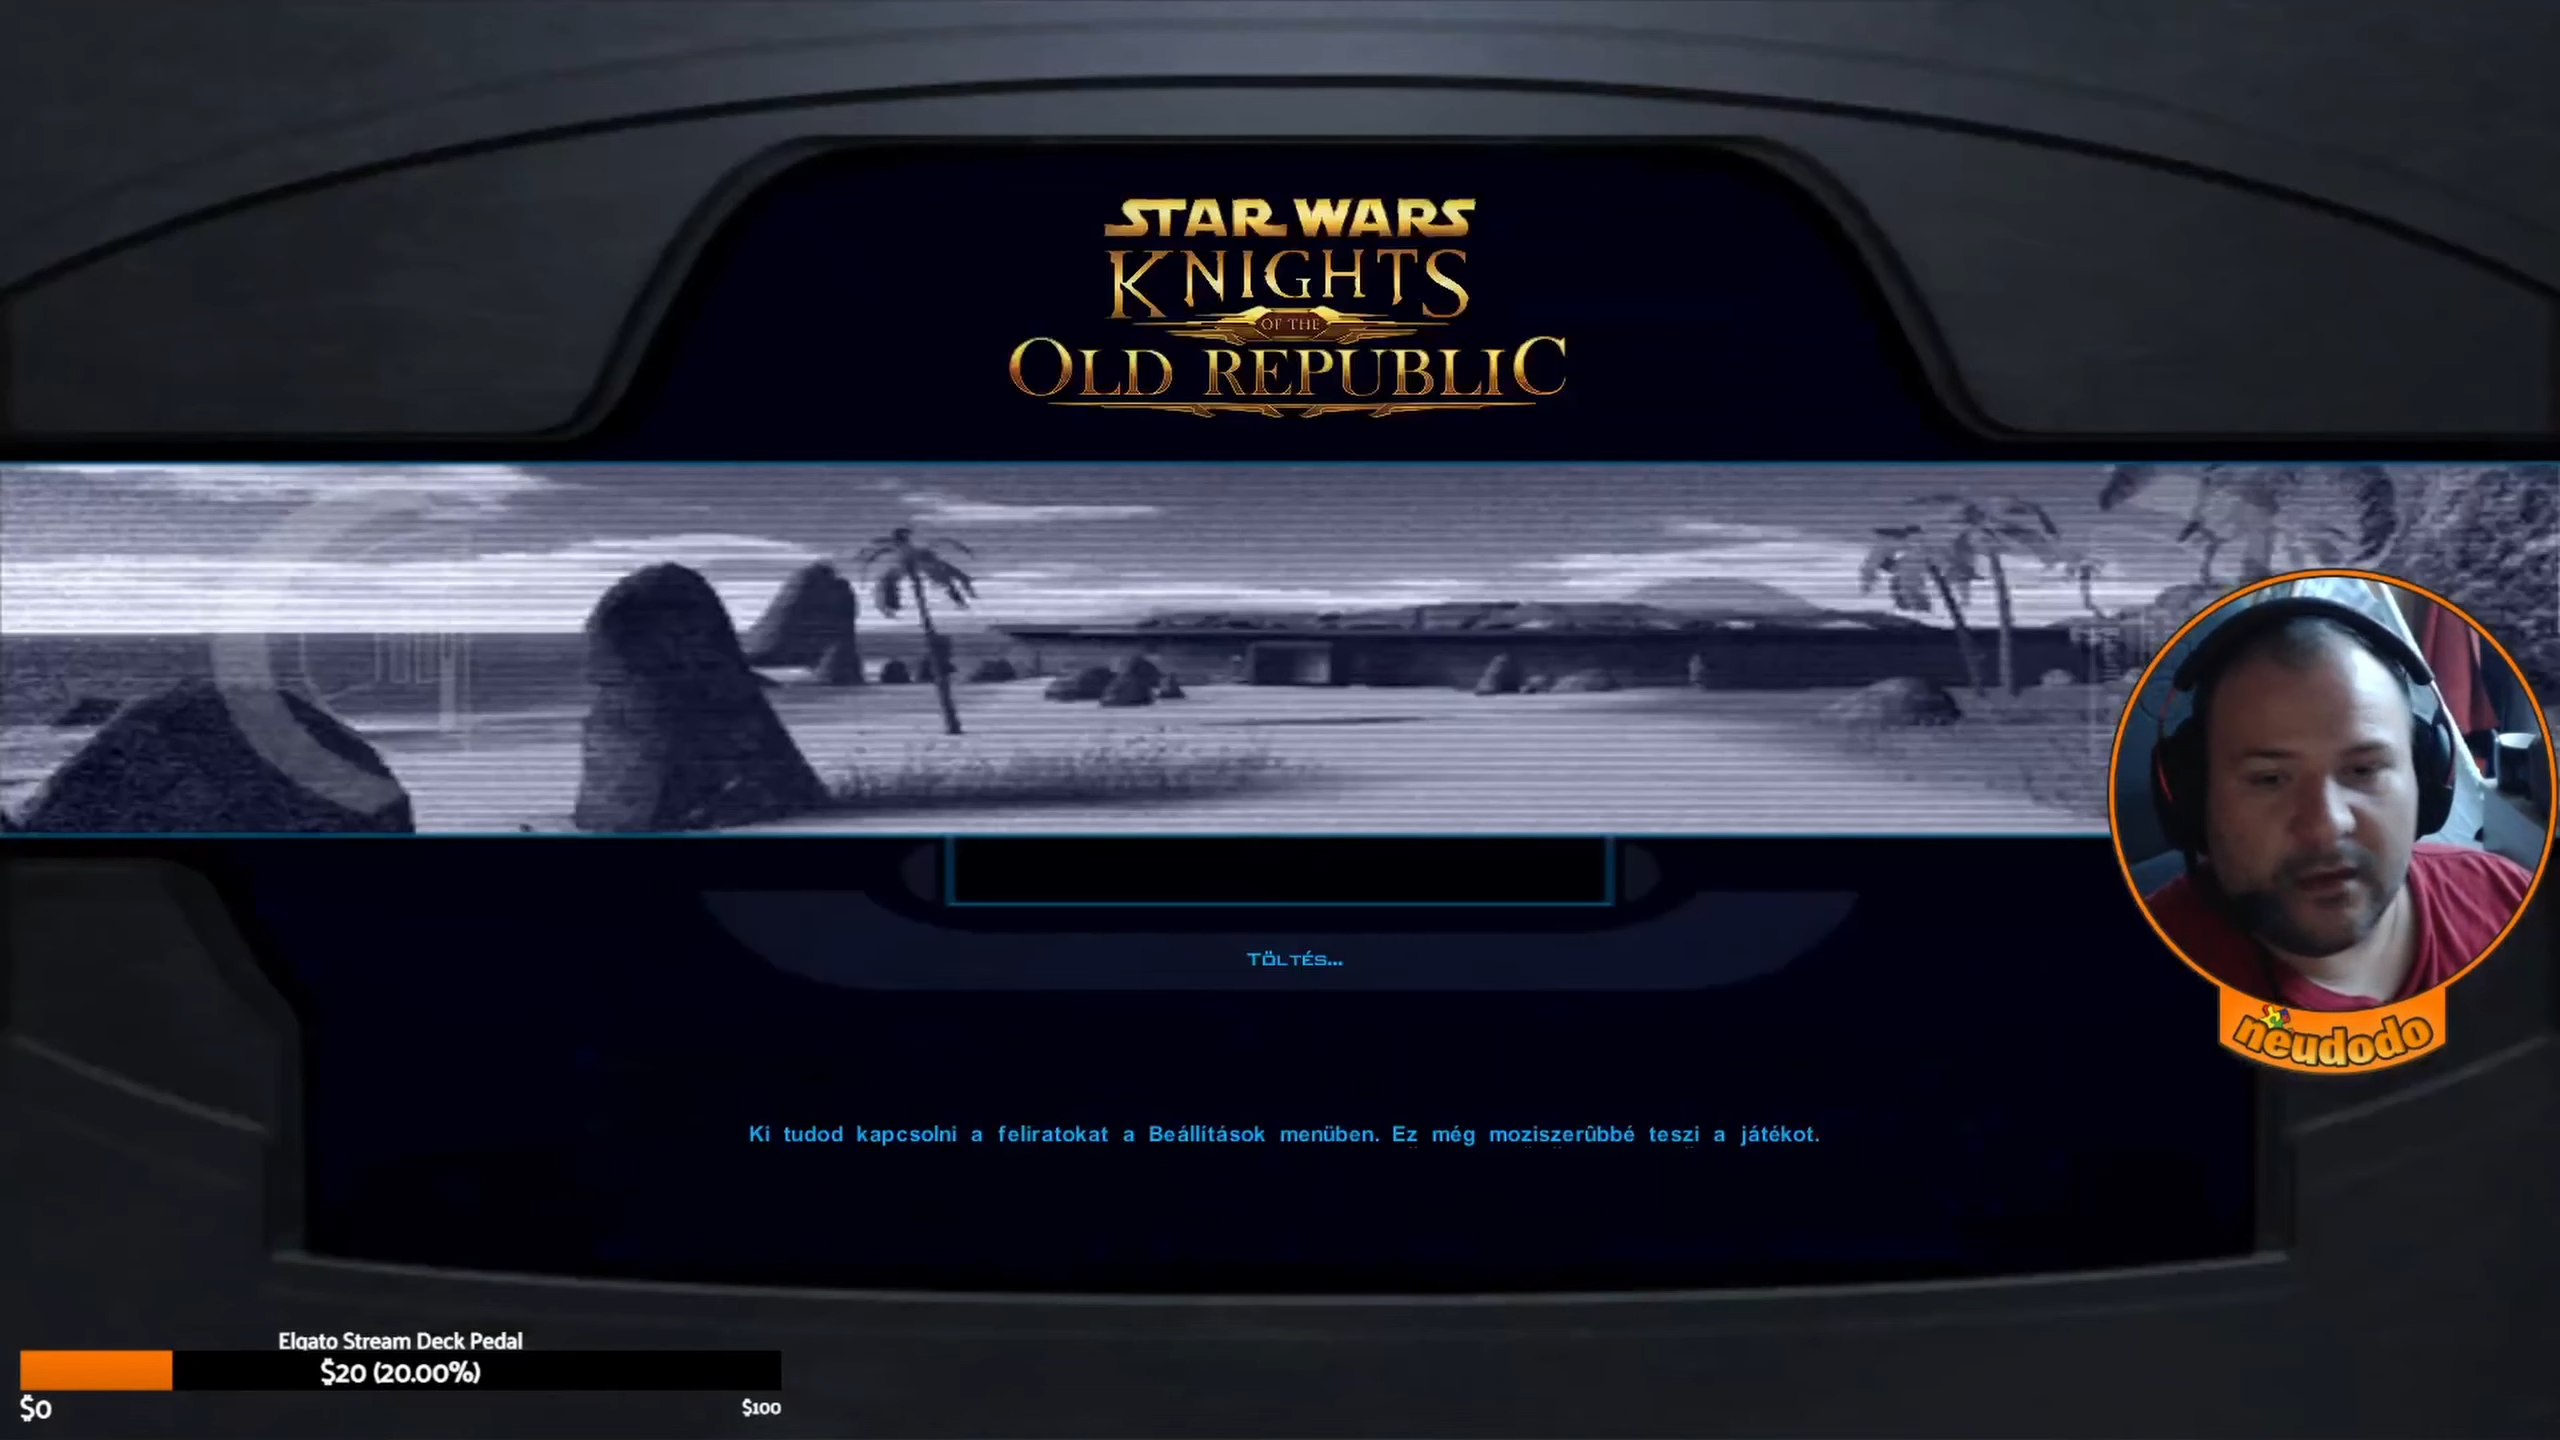 STAR WARS
KNIGHTS
OF THE
OLD REPUBLIC
TÖLTÉS...
neudodo
Ki tudod kapcsolni a feliratokat a Beállítások menüben. Ez még moziszerûbbé teszi a játékot.
Elgato Stream Deck Pedal
$20 (20.00%)
$0
$100